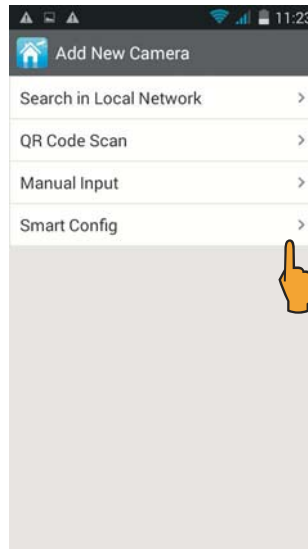 11:23
Add New Camera
Search in Local Network
QR Code Scan
Manual Input
Smart Config